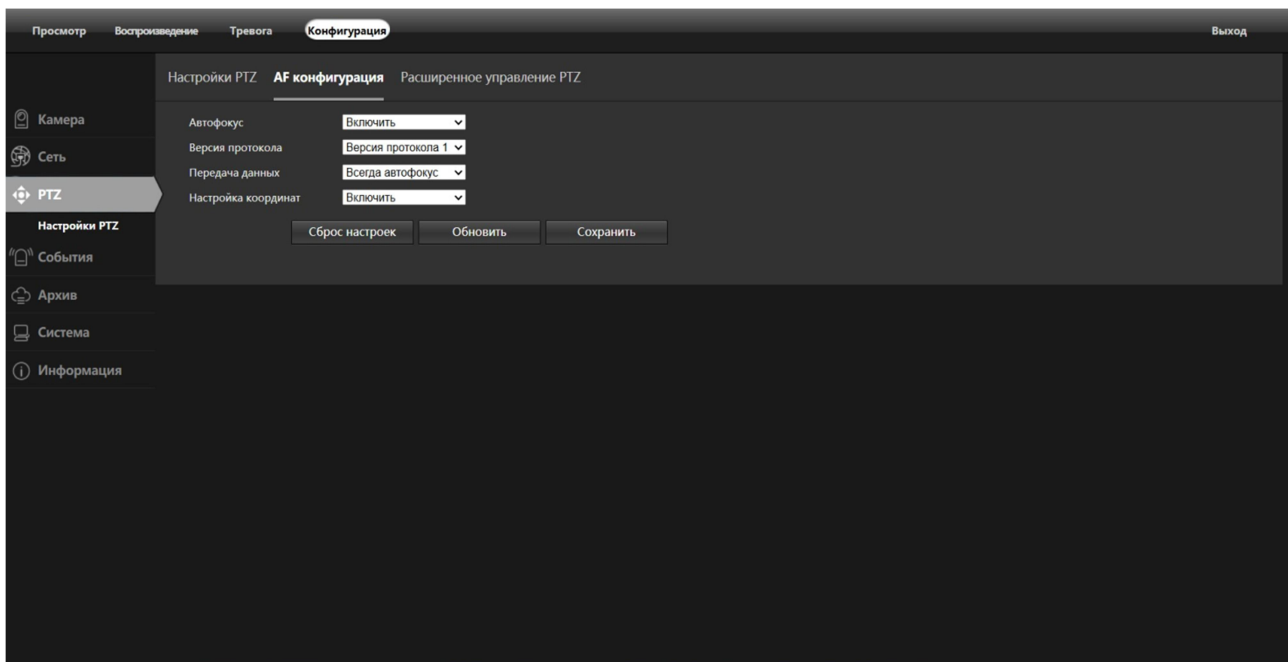 Просмотр Воспроизведение Тревога Конфигурация Выход
Настройки PTZ AF конфигурация Расширенное управление PTZ
Камера
Сеть
PTZ
Настройки PTZ
События
Архив
Система
Информация
Автофокус Включить
Версия протокола Версия протокола 1
Передача данных Всегда автофокус
Настройка координат Включить
Сброс настроек Обновить Сохранить